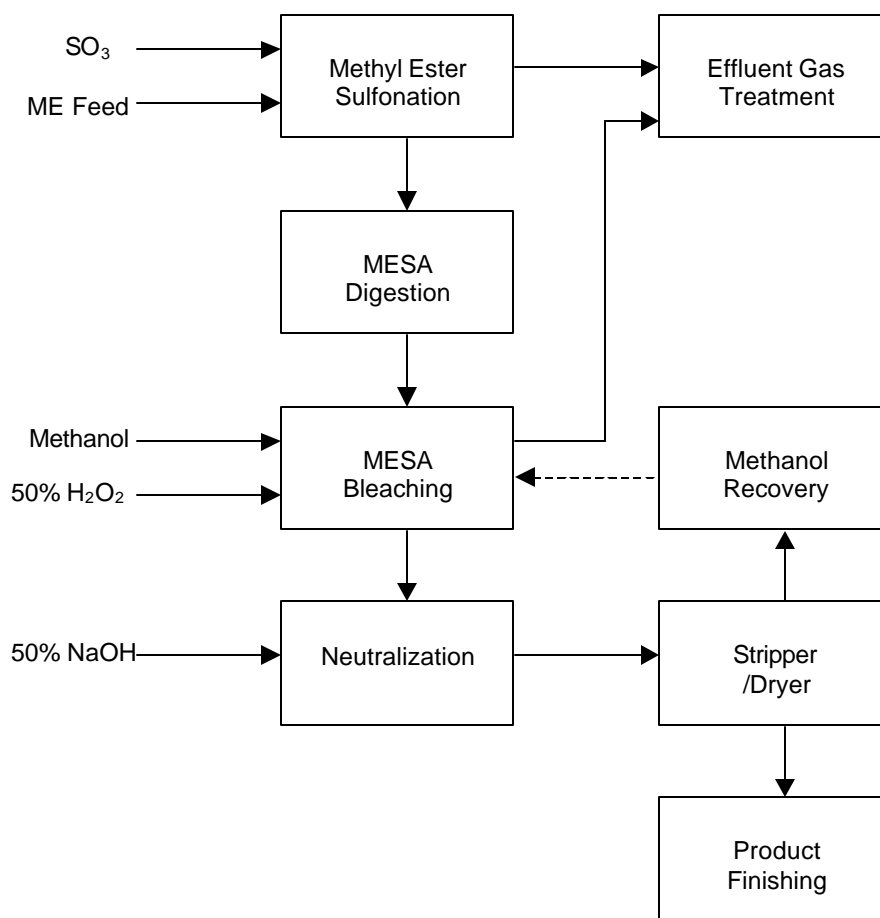 SO₃
ME Feed
Methyl Ester
Sulfonation
Effluent Gas
Treatment
MESA
Digestion
Methanol
50% H₂O₂
MESA
Bleaching
Methanol
Recovery
50% NaOH
Neutralization
Stripper
/Dryer
Product
Finishing